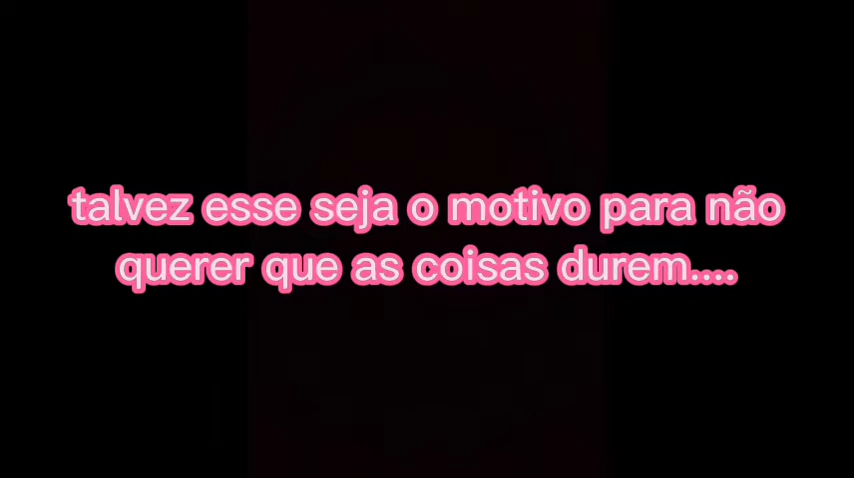 talvez esse seja o motivo para não
querer que as coisas durem....